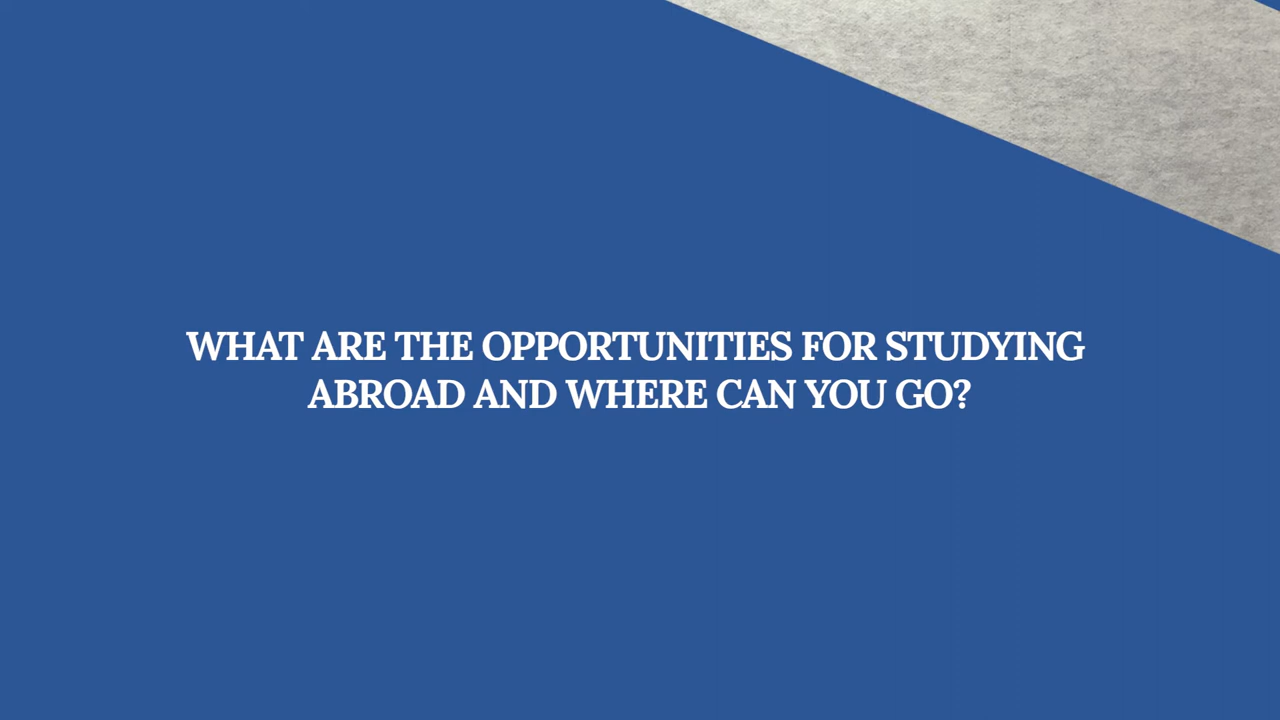 WHAT ARE THE OPPORTUNITIES FOR STUDYING
ABROAD AND WHERE CAN YOU GO?